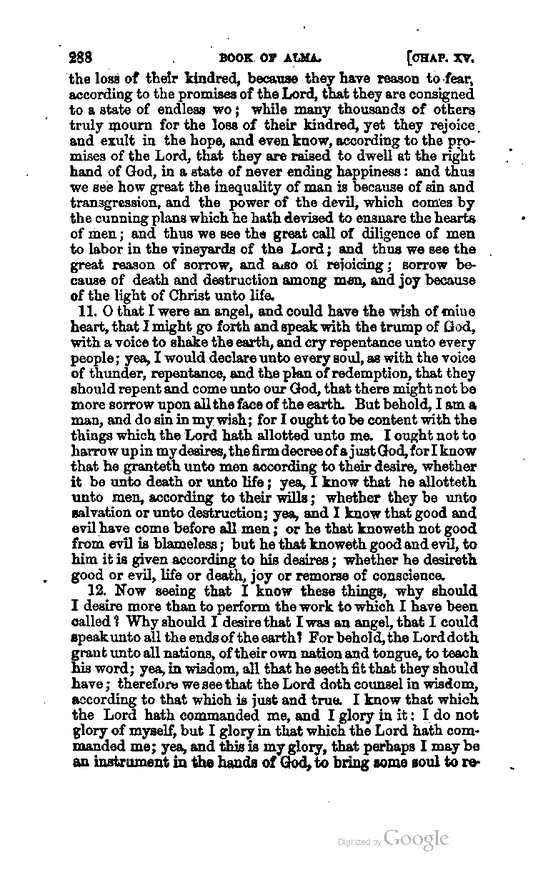 288 BOOK OF ALMA. [CHAP. XV.
the loss of their kindred, because they have reason to fear,
according to the promises of the Lord, that they are consigned
to a state of endless wo; while many thousands of others
truly mourn for the loss of their kindred, yet they rejoice
and exult in the hope, and even know, according to the pro-
mises of the Lord, that they are raised to dwell at the right
hand of God, in a state of never ending happiness: and thus
we see how great the inequality of man is because of sin and
transgression, and the power of the devil, which comes by
the cunning plans which he hath devised to ensnare the hearts
of men; and thus we see the great call of diligence of men
to labor in the vineyards of the Lord; and thus we see the
great reason of sorrow, and also of rejoicing; sorrow be-
cause of death and destruction among men, and joy because
of the light of Christ unto life.
11. O that I were an angel, and could have the wish of mine
heart, that I might go forth and speak with the trump of God,
with a voice to shake the earth, and cry repentance unto every
people; yea, I would declare unto every soul, as with the voice
of thunder, repentance, and the plan of redemption, that they
should repent and come unto our God, that there might not be
more sorrow upon all the face of the earth. But behold, I am a
man, and do sin in my wish; for I ought to be content with the
things which the Lord hath allotted unto me. I ought not to
harrow up in my desires, the firm decree of a just God, for I know
that he granteth unto men according to their desire, whether
it be unto death or unto life; yea, I know that he allotteth
unto men, according to their wills; whether they be unto
salvation or unto destruction; yea, and I know that good and
evil have come before all men; or he that knoweth not good
from evil is blameless; but he that knoweth good and evil, to
him it is given according to his desires; whether he desireth
good or evil, life or death, joy or remorse of conscience.
12. Now seeing that I know these things, why should
I desire more than to perform the work to which I have been
called? Why should I desire that I was an angel, that I could
speak unto all the ends of the earth? For behold, the Lord doth
grant unto all nations, of their own nation and tongue, to teach
his word; yea, in wisdom, all that he seeth fit that they should
have; therefore we see that the Lord doth counsel in wisdom,
according to that which is just and true. I know that which
the Lord hath commanded me, and I glory in it: I do not
glory of myself, but I glory in that which the Lord hath com-
manded me; yea, and this is my glory, that perhaps I may be
an instrument in the hands of God, to bring some soul to re-
Digitized by Google